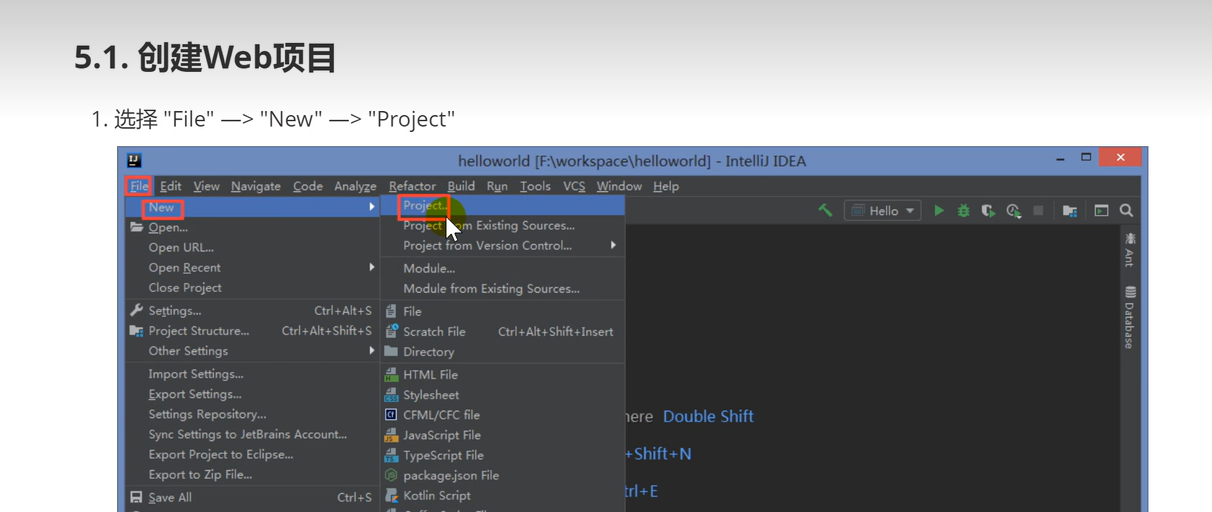 5.1. 创建Web项目
1. 选择 "File" —> "New" —> "Project"
helloworld [F:\workspace\helloworld] - IntelliJ IDEA
File Edit View Navigate Code Analyze Refactor Build Run Tools VCS Window Help
New
Open...
Open URL...
Open Recent
Close Project
Settings... Ctrl+Alt+S
Project Structure... Ctrl+Alt+Shift+S
Other Settings
Import Settings...
Export Settings...
Settings Repository...
Sync Settings to JetBrains Account...
Export Project to Eclipse...
Export to Zip File...
Save All Ctrl+S
Project...
Project from Existing Sources...
Project from Version Control...
Module...
Module from Existing Sources...
File
Scratch File Ctrl+Alt+Shift+Insert
Directory
HTML File
Stylesheet
CFML/CFC file
JavaScript File
TypeScript File
package.json File
Kotlin Script
Hello
Ant
Database
here Double Shift
+Shift+N
trl+E